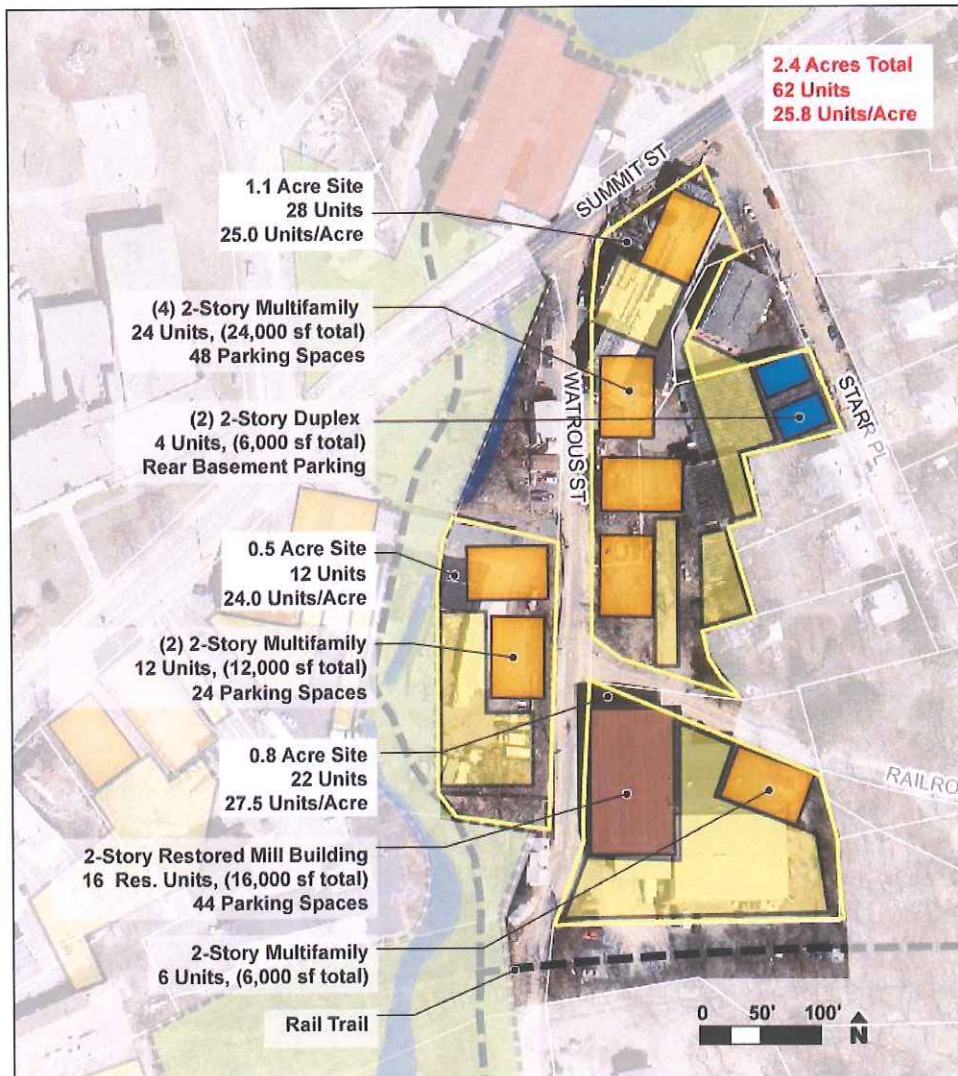 2.4 Acres Total
62 Units
25.8 Units/Acre
SUMMIT ST
1.1 Acre Site
28 Units
25.0 Units/Acre
(4) 2-Story Multifamily
24 Units, (24,000 sf total)
48 Parking Spaces
WATROUS ST
STARR PL
(2) 2-Story Duplex
4 Units, (6,000 sf total)
Rear Basement Parking
0.5 Acre Site
12 Units
24.0 Units/Acre
(2) 2-Story Multifamily
12 Units, (12,000 sf total)
24 Parking Spaces
0.8 Acre Site
22 Units
27.5 Units/Acre
RAILRO
2-Story Restored Mill Building
16 Res. Units, (16,000 sf total)
44 Parking Spaces
2-Story Multifamily
6 Units, (6,000 sf total)
Rail Trail
0 50' 100'
N